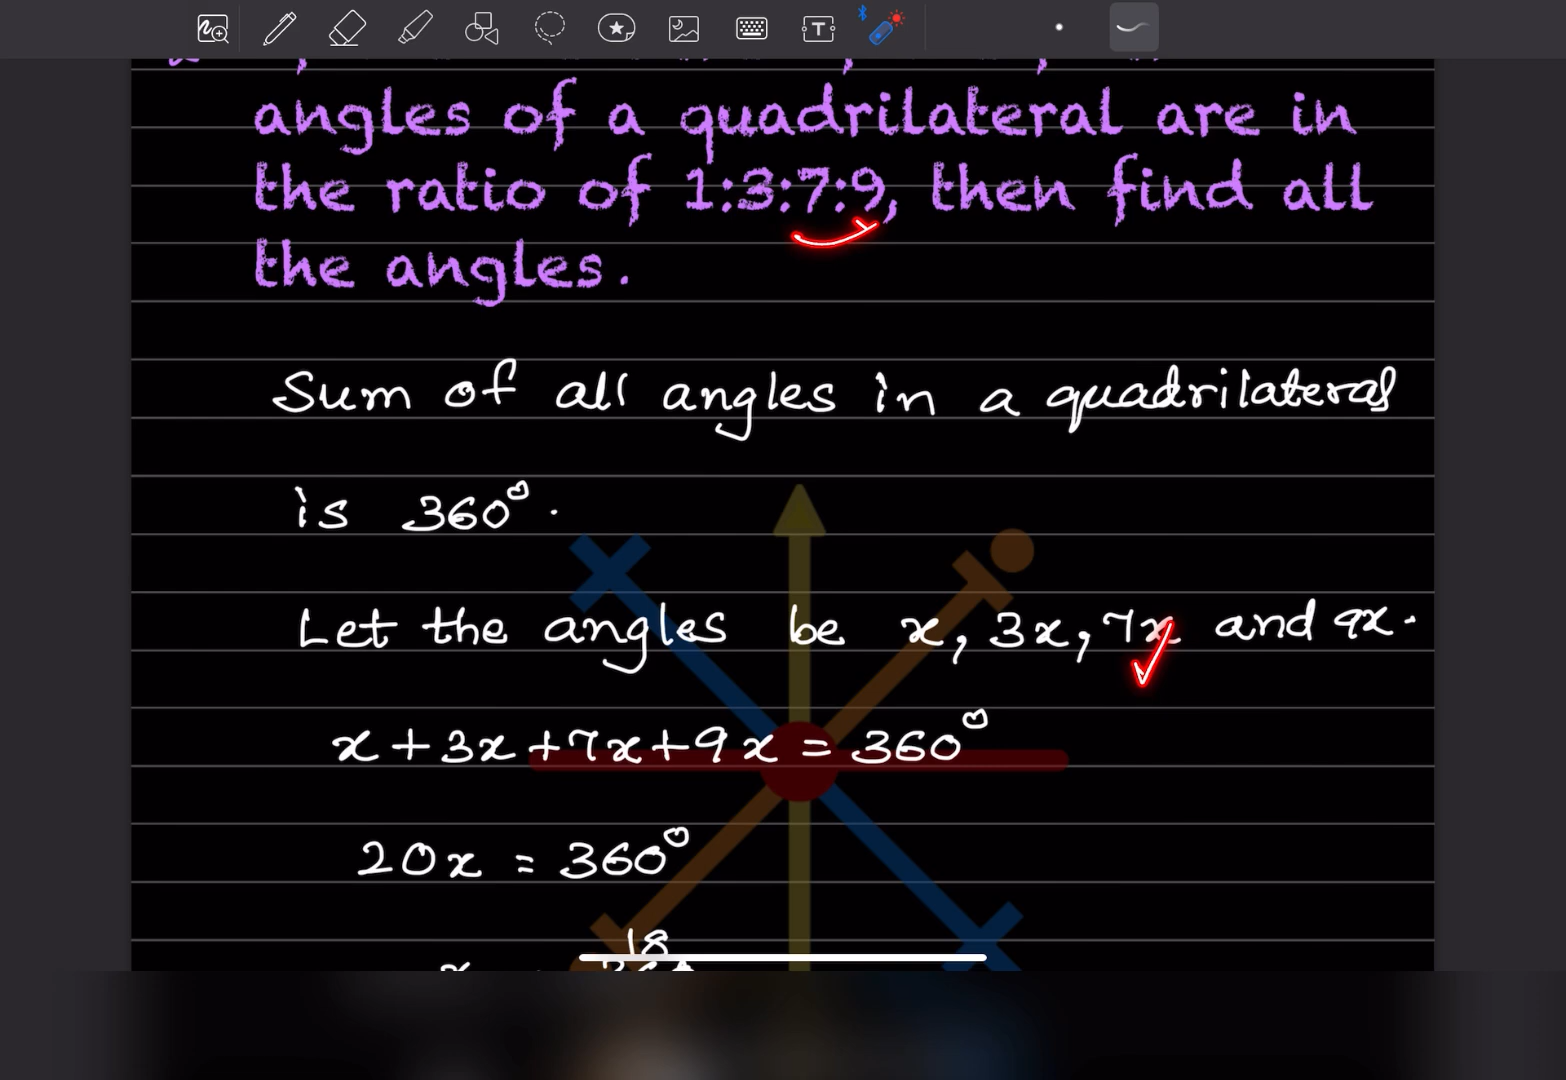 angles of a quadrilateral are in
the ratio of 1:3:7:9, then find all
the angles.
Sum of all angles in a quadrilateral
is 360°.
Let the angles be x, 3x, 7x and 9x.
x + 3x + 7x + 9x = 360°
20x = 360°
18